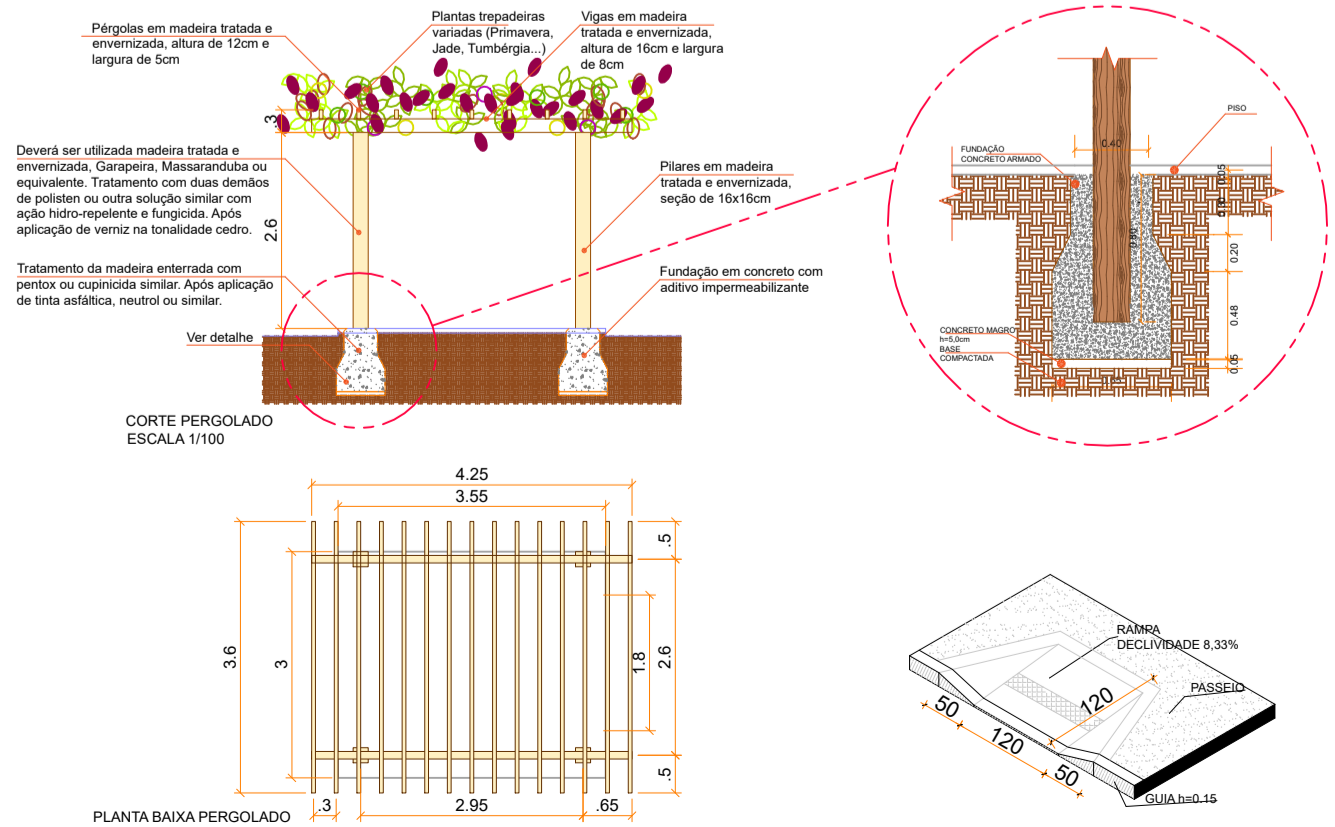 Pérgolas em madeira tratada e
envernizada, altura de 12cm e
largura de 5cm
Plantas trepadeiras
variadas (Primavera,
Jade, Tumbérgia...)
Vigas em madeira
tratada e envernizada,
altura de 16cm e largura
de 8cm
.3
Deverá ser utilizada madeira tratada e
envernizada, Garapeira, Massaranduba ou
equivalente. Tratamento com duas demãos
de polisten ou outra solução similar com
ação hidro-repelente e fungicida. Após
aplicação de verniz na tonalidade cedro.
2.6
Pilares em madeira
tratada e envernizada,
seção de 16x16cm
Tratamento da madeira enterrada com
pentox ou cupinicida similar. Após aplicação
de tinta asfáltica, neutrol ou similar.
Fundação em concreto com
aditivo impermeabilizante
Ver detalhe
CORTE PERGOLADO
ESCALA 1/100
PISO
FUNDAÇÃO
CONCRETO ARMADO
0.40
0.05
0.80
0.20
0.48
0.05
CONCRETO MAGRO
h=5,0cm
BASE
COMPACTADA
4.25
3.55
.5
3.6
3
1.8
2.6
.5
.3
2.95
.65
PLANTA BAIXA PERGOLADO
RAMPA
DECLIVIDADE 8,33%
PASSEIO
120
50
120
50
GUIA h=0.15